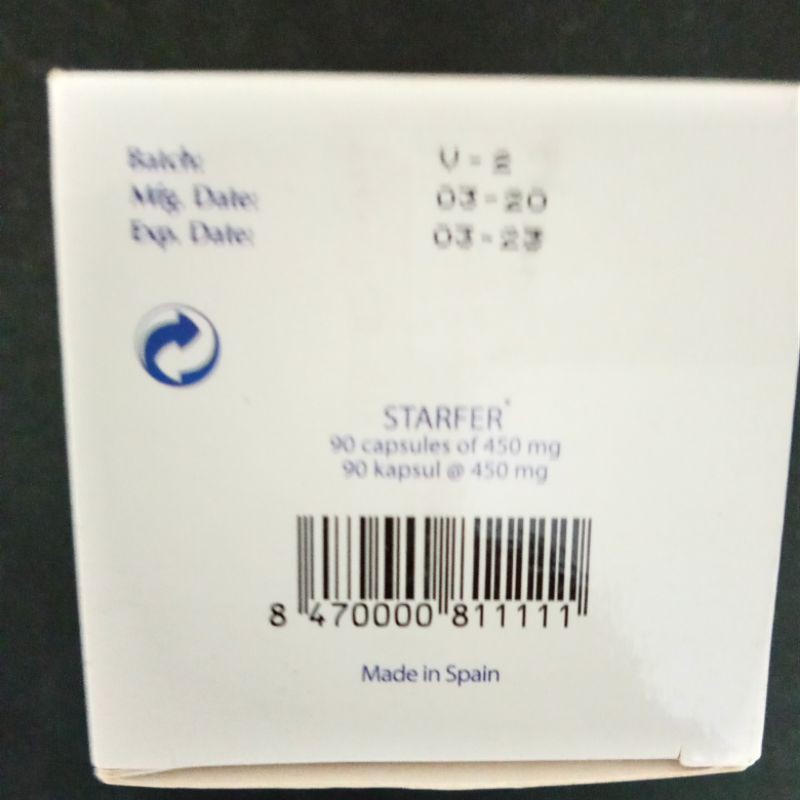 Batch: V-2
Mfg. Date: 03-20
Exp. Date: 03-23
STARFER*
90 capsules of 450 mg
90 kapsul @ 450 mg
8 470000 811111
Made in Spain